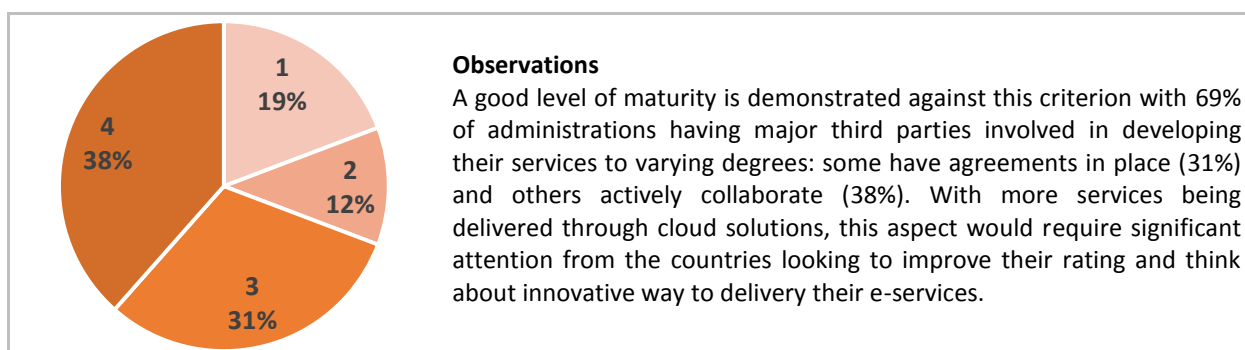 1
19%
2
12%
3
31%
4
38%
Observations
A good level of maturity is demonstrated against this criterion with 69%
of administrations having major third parties involved in developing
their services to varying degrees: some have agreements in place (31%)
and others actively collaborate (38%). With more services being
delivered through cloud solutions, this aspect would require significant
attention from the countries looking to improve their rating and think
about innovative way to delivery their e-services.